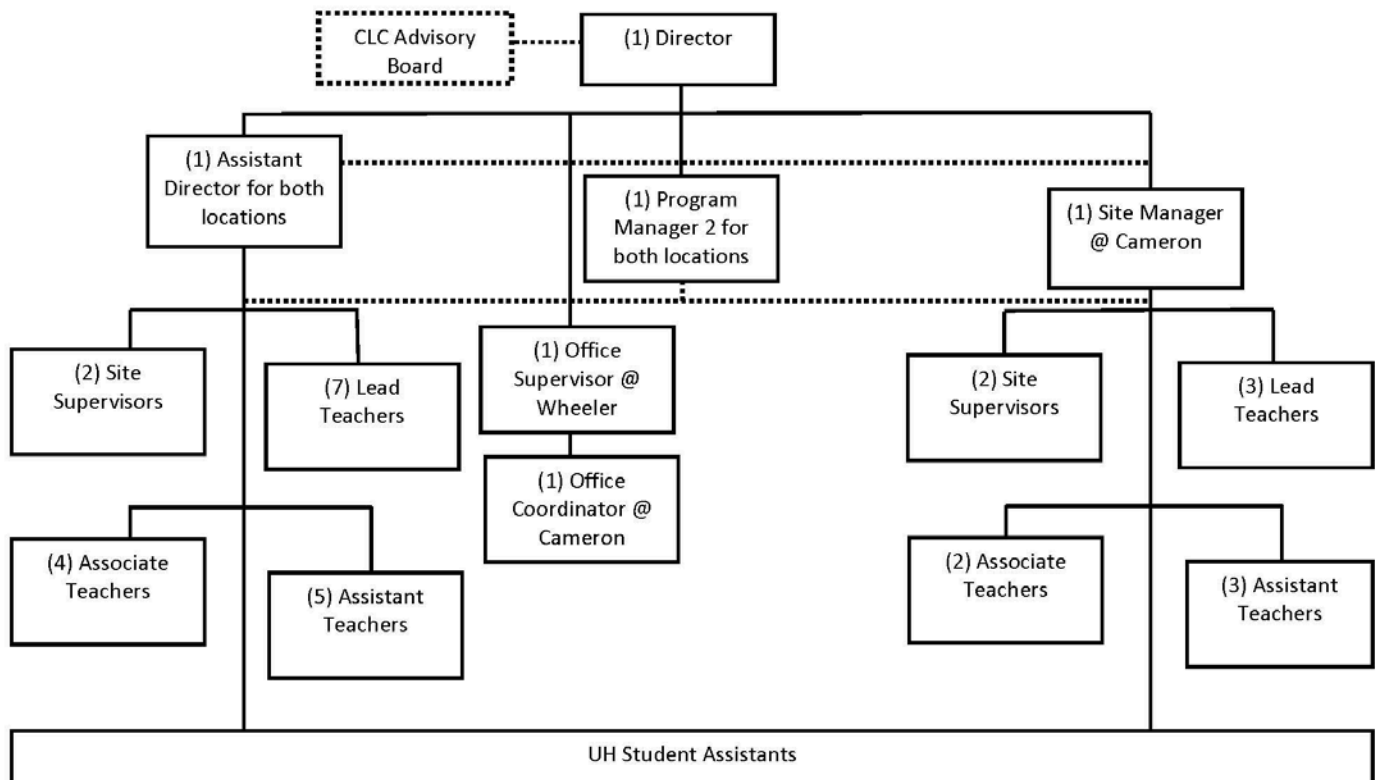 CLC Advisory
Board
(1) Director
(1) Assistant
Director for both
locations
(1) Program
Manager 2 for
both locations
(1) Site Manager
@ Cameron
(2) Site
Supervisors
(7) Lead
Teachers
(1) Office
Supervisor @
Wheeler
(2) Site
Supervisors
(3) Lead
Teachers
(1) Office
Coordinator @
Cameron
(4) Associate
Teachers
(5) Assistant
Teachers
(2) Associate
Teachers
(3) Assistant
Teachers
UH Student Assistants